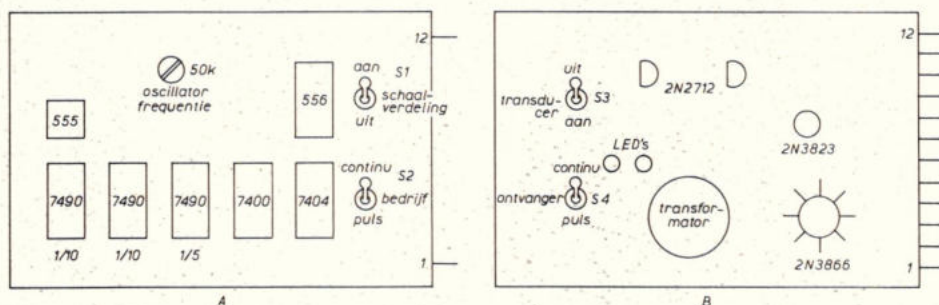 50k
oscillator
frequentie
555
556
aan
S1
schaal-
verdeling
uit
12
7490
7490
7490
7400
7404
continu
S2
bedrijf
puls
1/10
1/10
1/5
1
A
uit
S3
transdu-
cer
aan
2N2712
12
2N3823
LED's
continu
ontvanger
S4
puls
transfor-
mator
2N3866
1
B